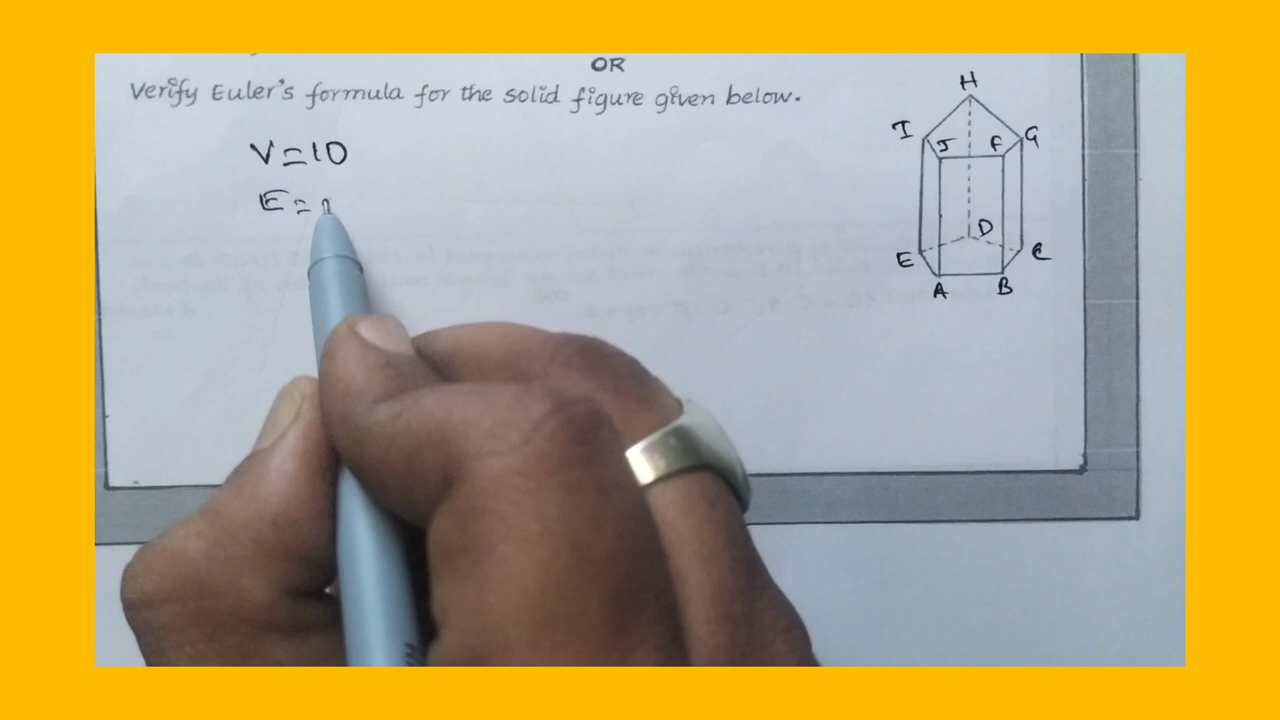 OR
Verify Euler's formula for the solid figure given below.
V=10
E=
H
I
J
F
G
D
E
C
A
B